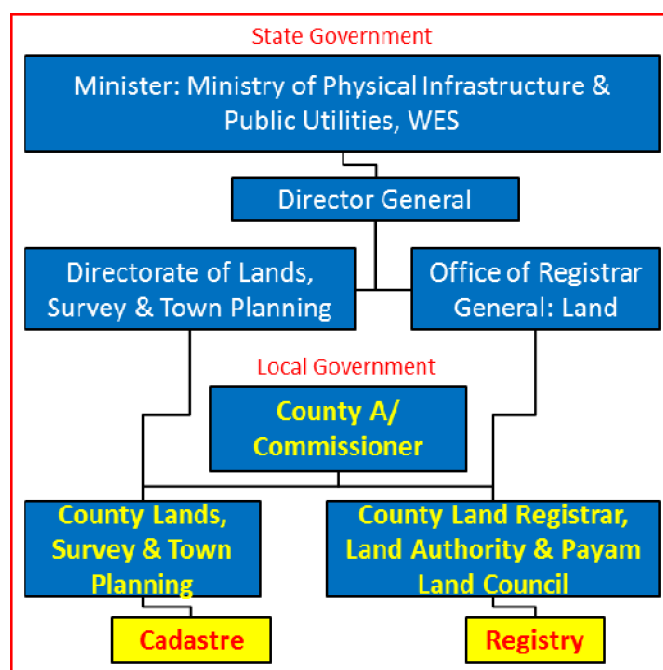 State Government
Minister: Ministry of Physical Infrastructure &
Public Utilities, WES
Director General
Directorate of Lands,
Survey & Town Planning
Office of Registrar
General: Land
Local Government
County A/
Commissioner
County Lands,
Survey & Town
Planning
County Land Registrar,
Land Authority & Payam
Land Council
Cadastre
Registry